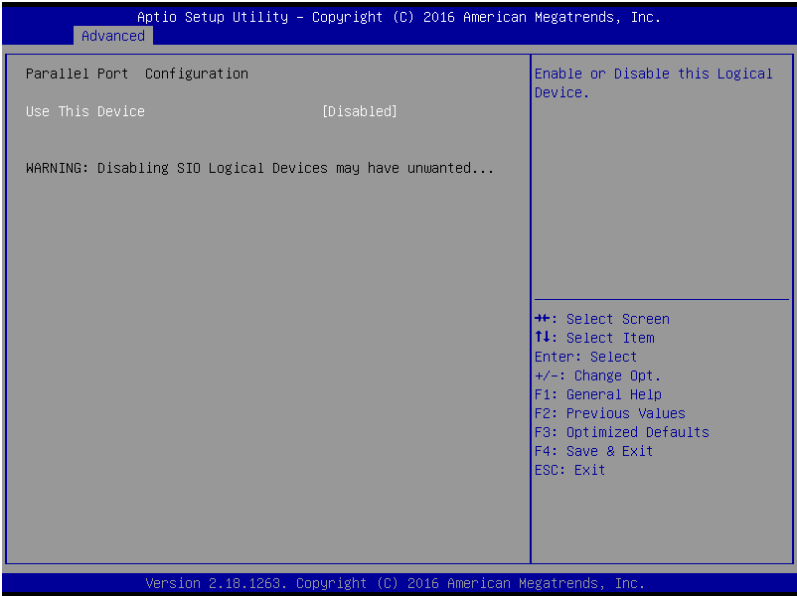 Aptio Setup Utility – Copyright (C) 2016 American Megatrends, Inc.
Advanced
Parallel Port Configuration
Use This Device [Disabled]
WARNING: Disabling SIO Logical Devices may have unwanted...
Enable or Disable this Logical
Device.
→←: Select Screen
↑↓: Select Item
Enter: Select
+/-: Change Opt.
F1: General Help
F2: Previous Values
F3: Optimized Defaults
F4: Save & Exit
ESC: Exit
Version 2.18.1263. Copyright (C) 2016 American Megatrends, Inc.